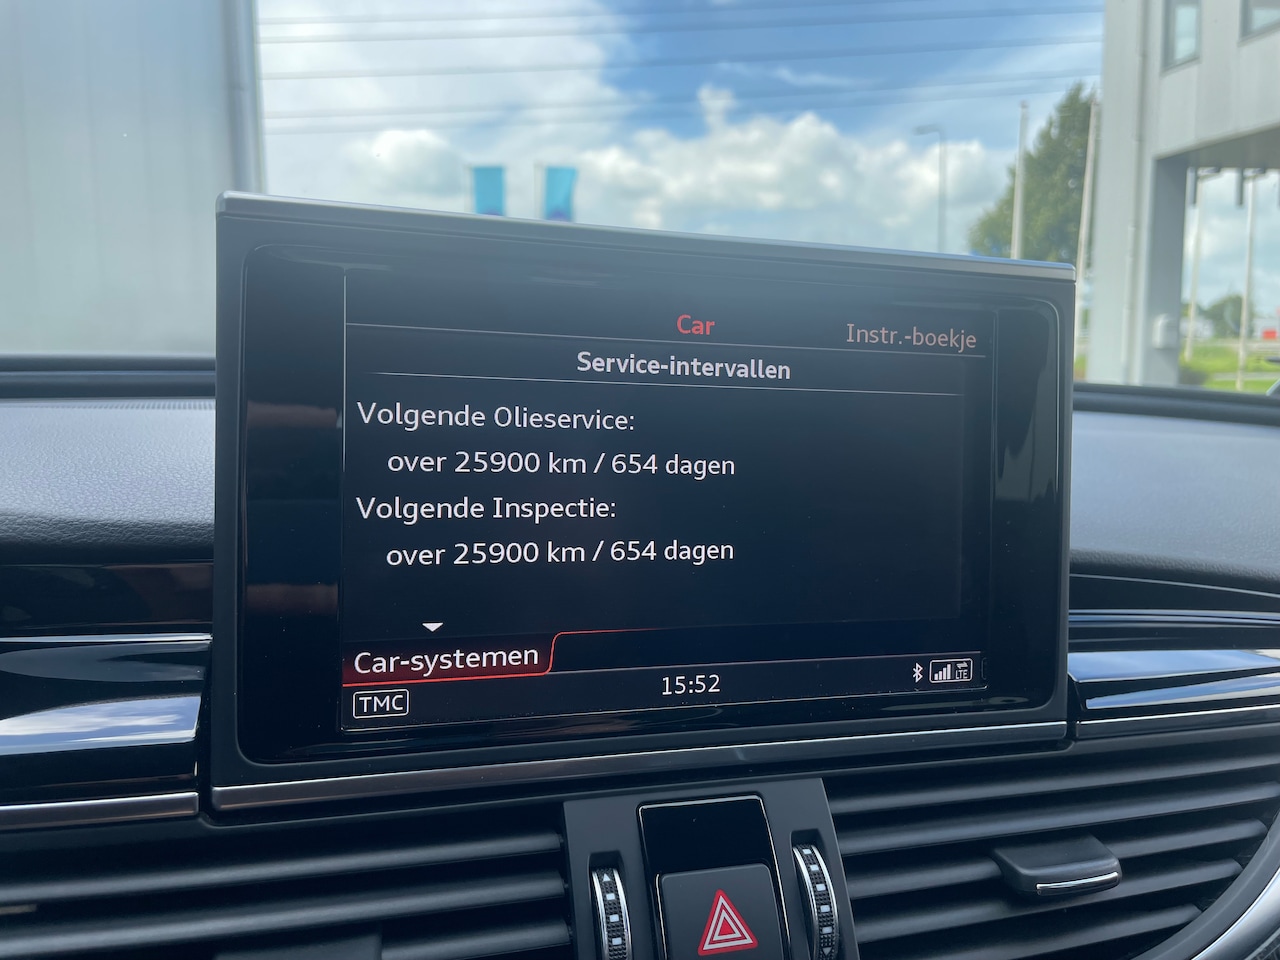 Car
Instr.-boekje
Service-intervallen
Volgende Olieservice:
over 25900 km / 654 dagen
Volgende Inspectie:
over 25900 km / 654 dagen
Car-systemen
TMC
15:52
LTE